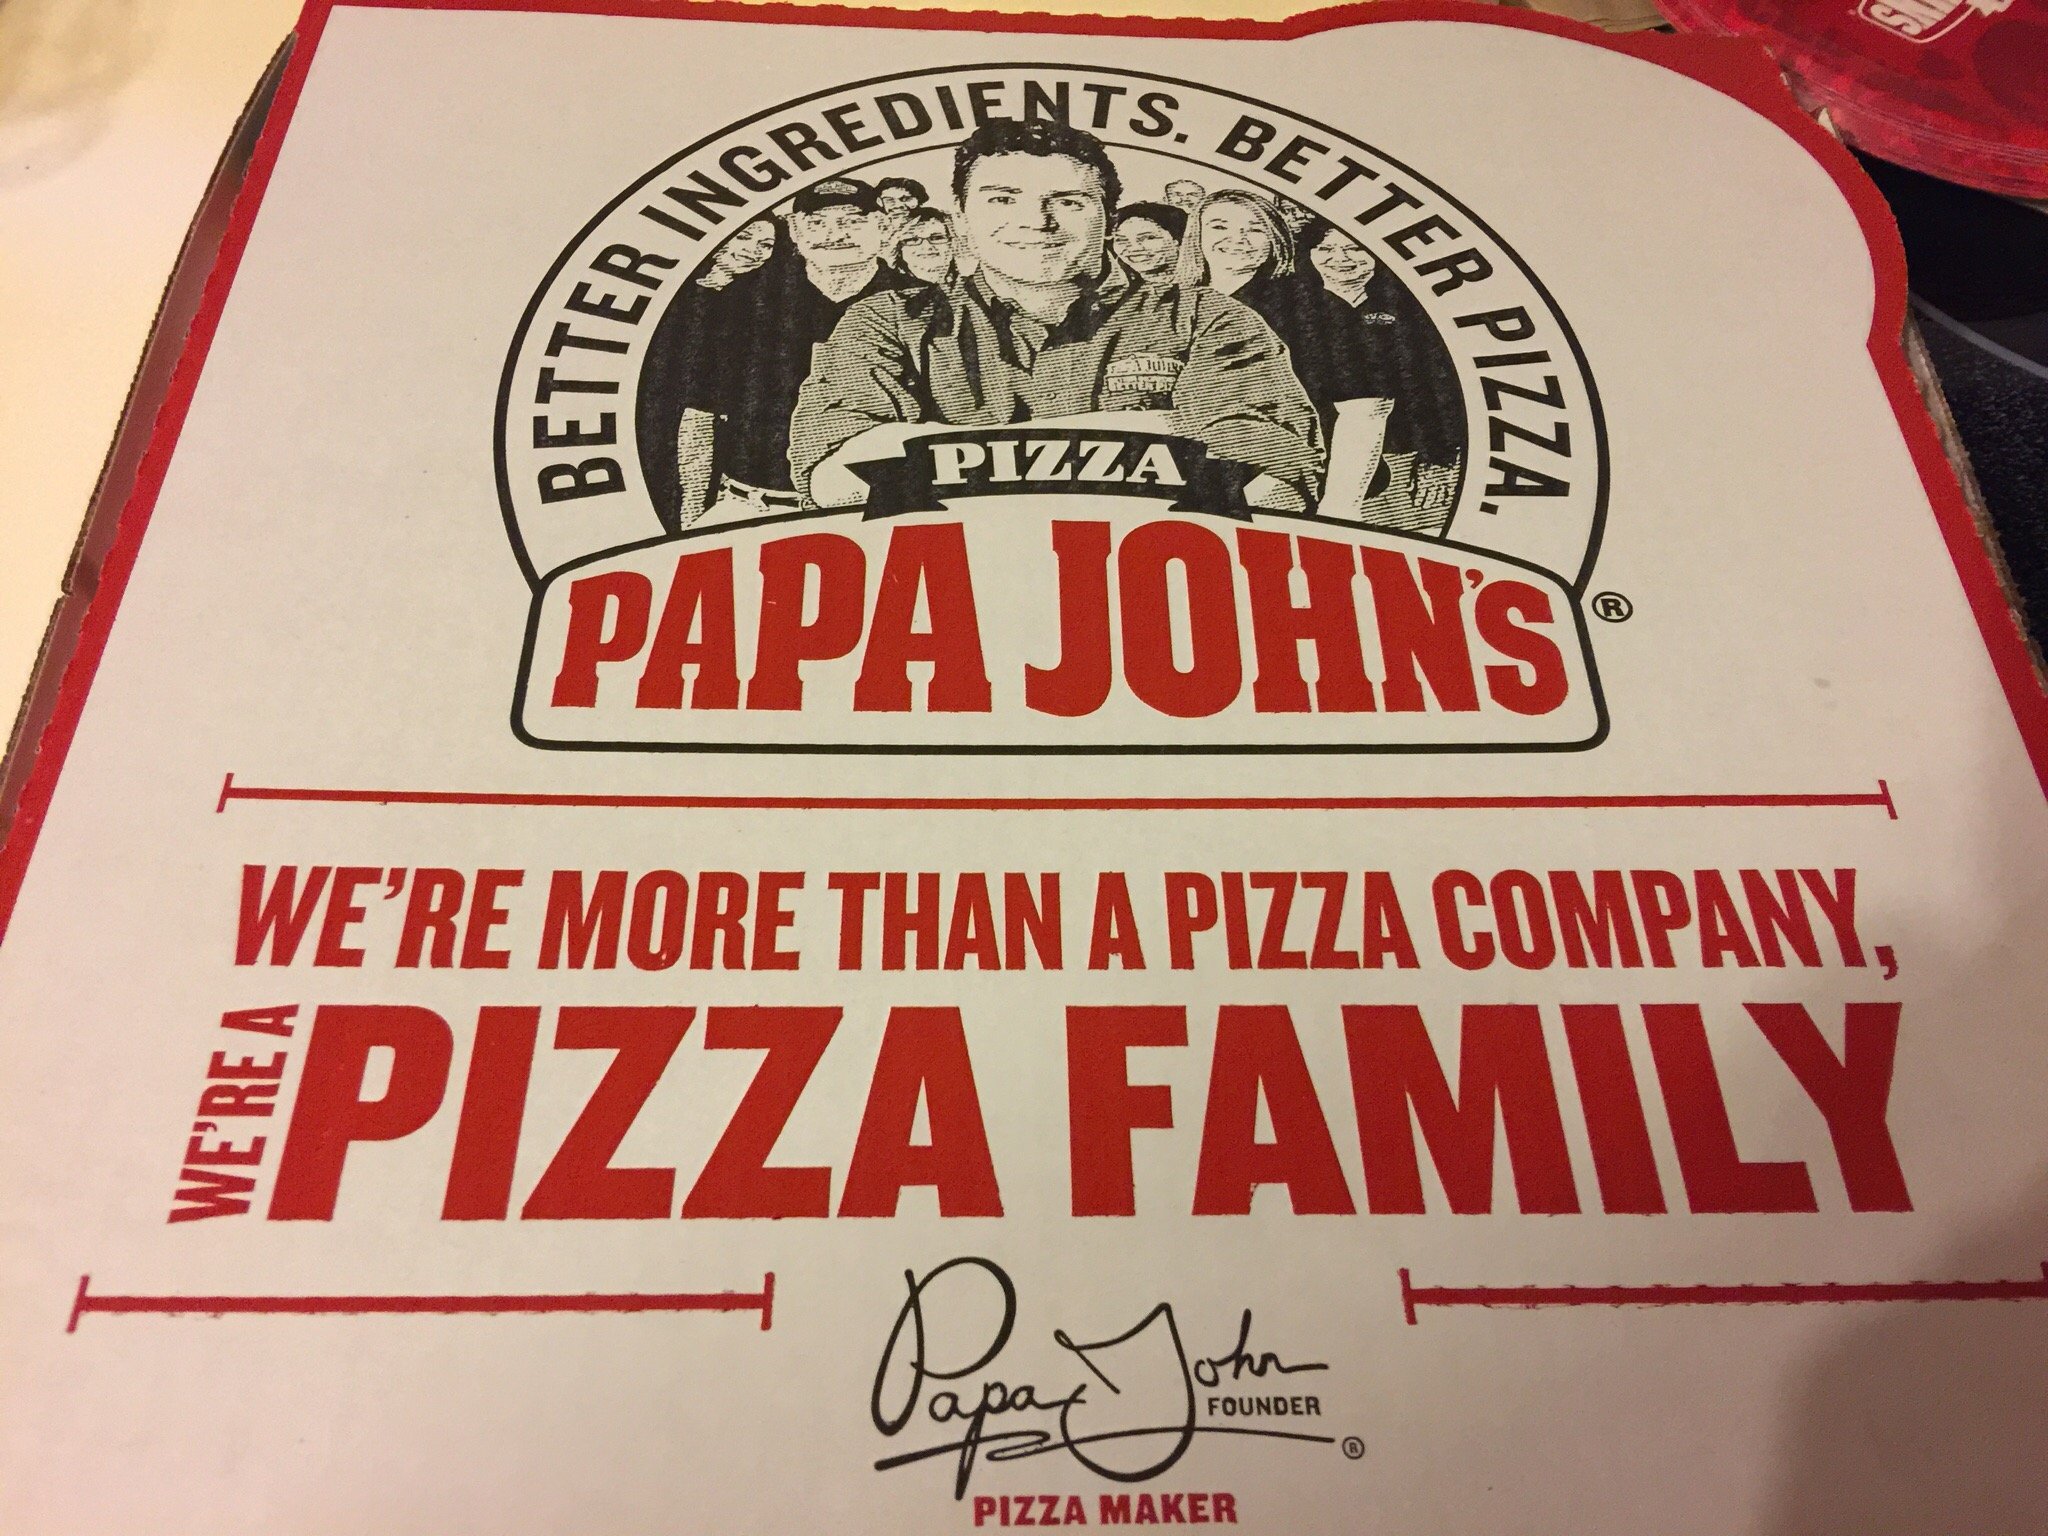 BETTER INGREDIENTS. BETTER PIZZA.
PIZZA
PAPA JOHN'S®
WE'RE MORE THAN A PIZZA COMPANY,
WE'RE A PIZZA FAMILY
Papa John
FOUNDER
®
PIZZA MAKER